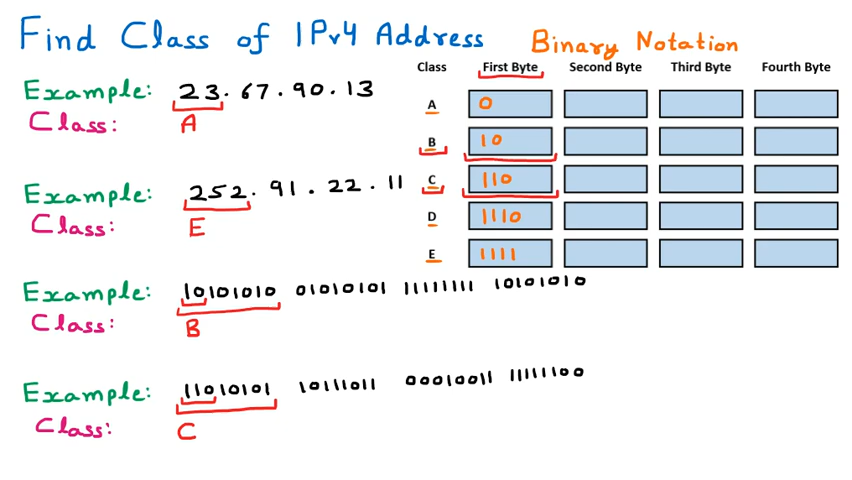 Find Class of IPv4 Address
Binary Notation
Example: 23.67.90.13
Class: A
Example: 252.91.22.11
Class: E
Example: 10101010 01010101 11111111 10101010
Class: B
Example: 11010101 10111011 00010011 11111100
Class: C
Class First Byte Second Byte Third Byte Fourth Byte
A 0
B 10
C 110
D 1110
E 1111